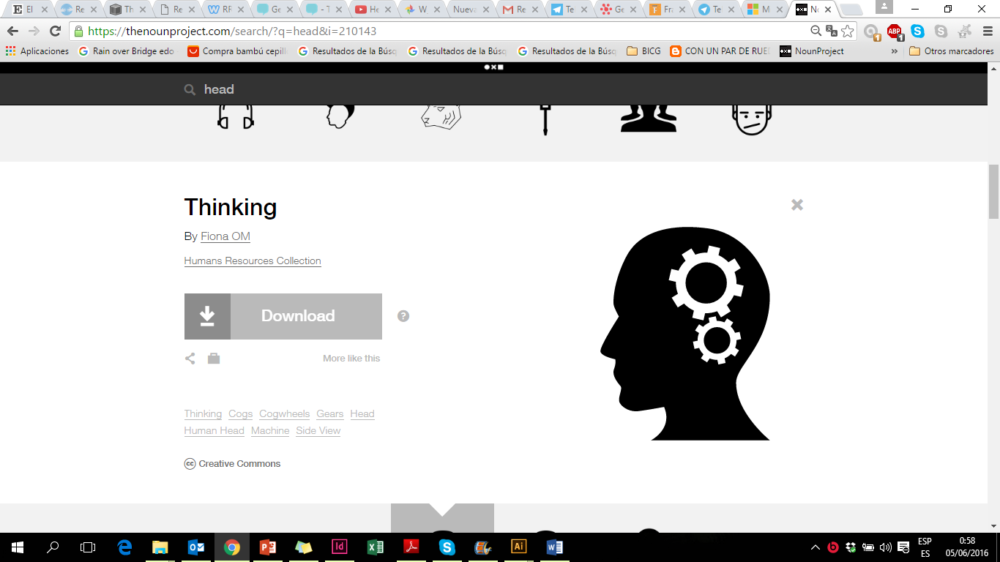 El
Re
Th
Re
RF
Ge
- T
He
W
Nueva
Re
Te
Ge
Fr
Te
M
No
https://thenounproject.com/search/?q=head&i=210143
Aplicaciones
Rain over Bridge edo
Compra bambú cepill
Resultados de la Búsq
Resultados de la Búsq
Resultados de la Búsq
BICG
CON UN PAR DE RUED
NounProject
»
Otros marcadores
head
Thinking
By Fiona OM
Humans Resources Collection
Download
?
More like this
Thinking Cogs Cogwheels Gears Head
Human Head Machine Side View
cc Creative Commons
ESP
ES
0:58
05/06/2016